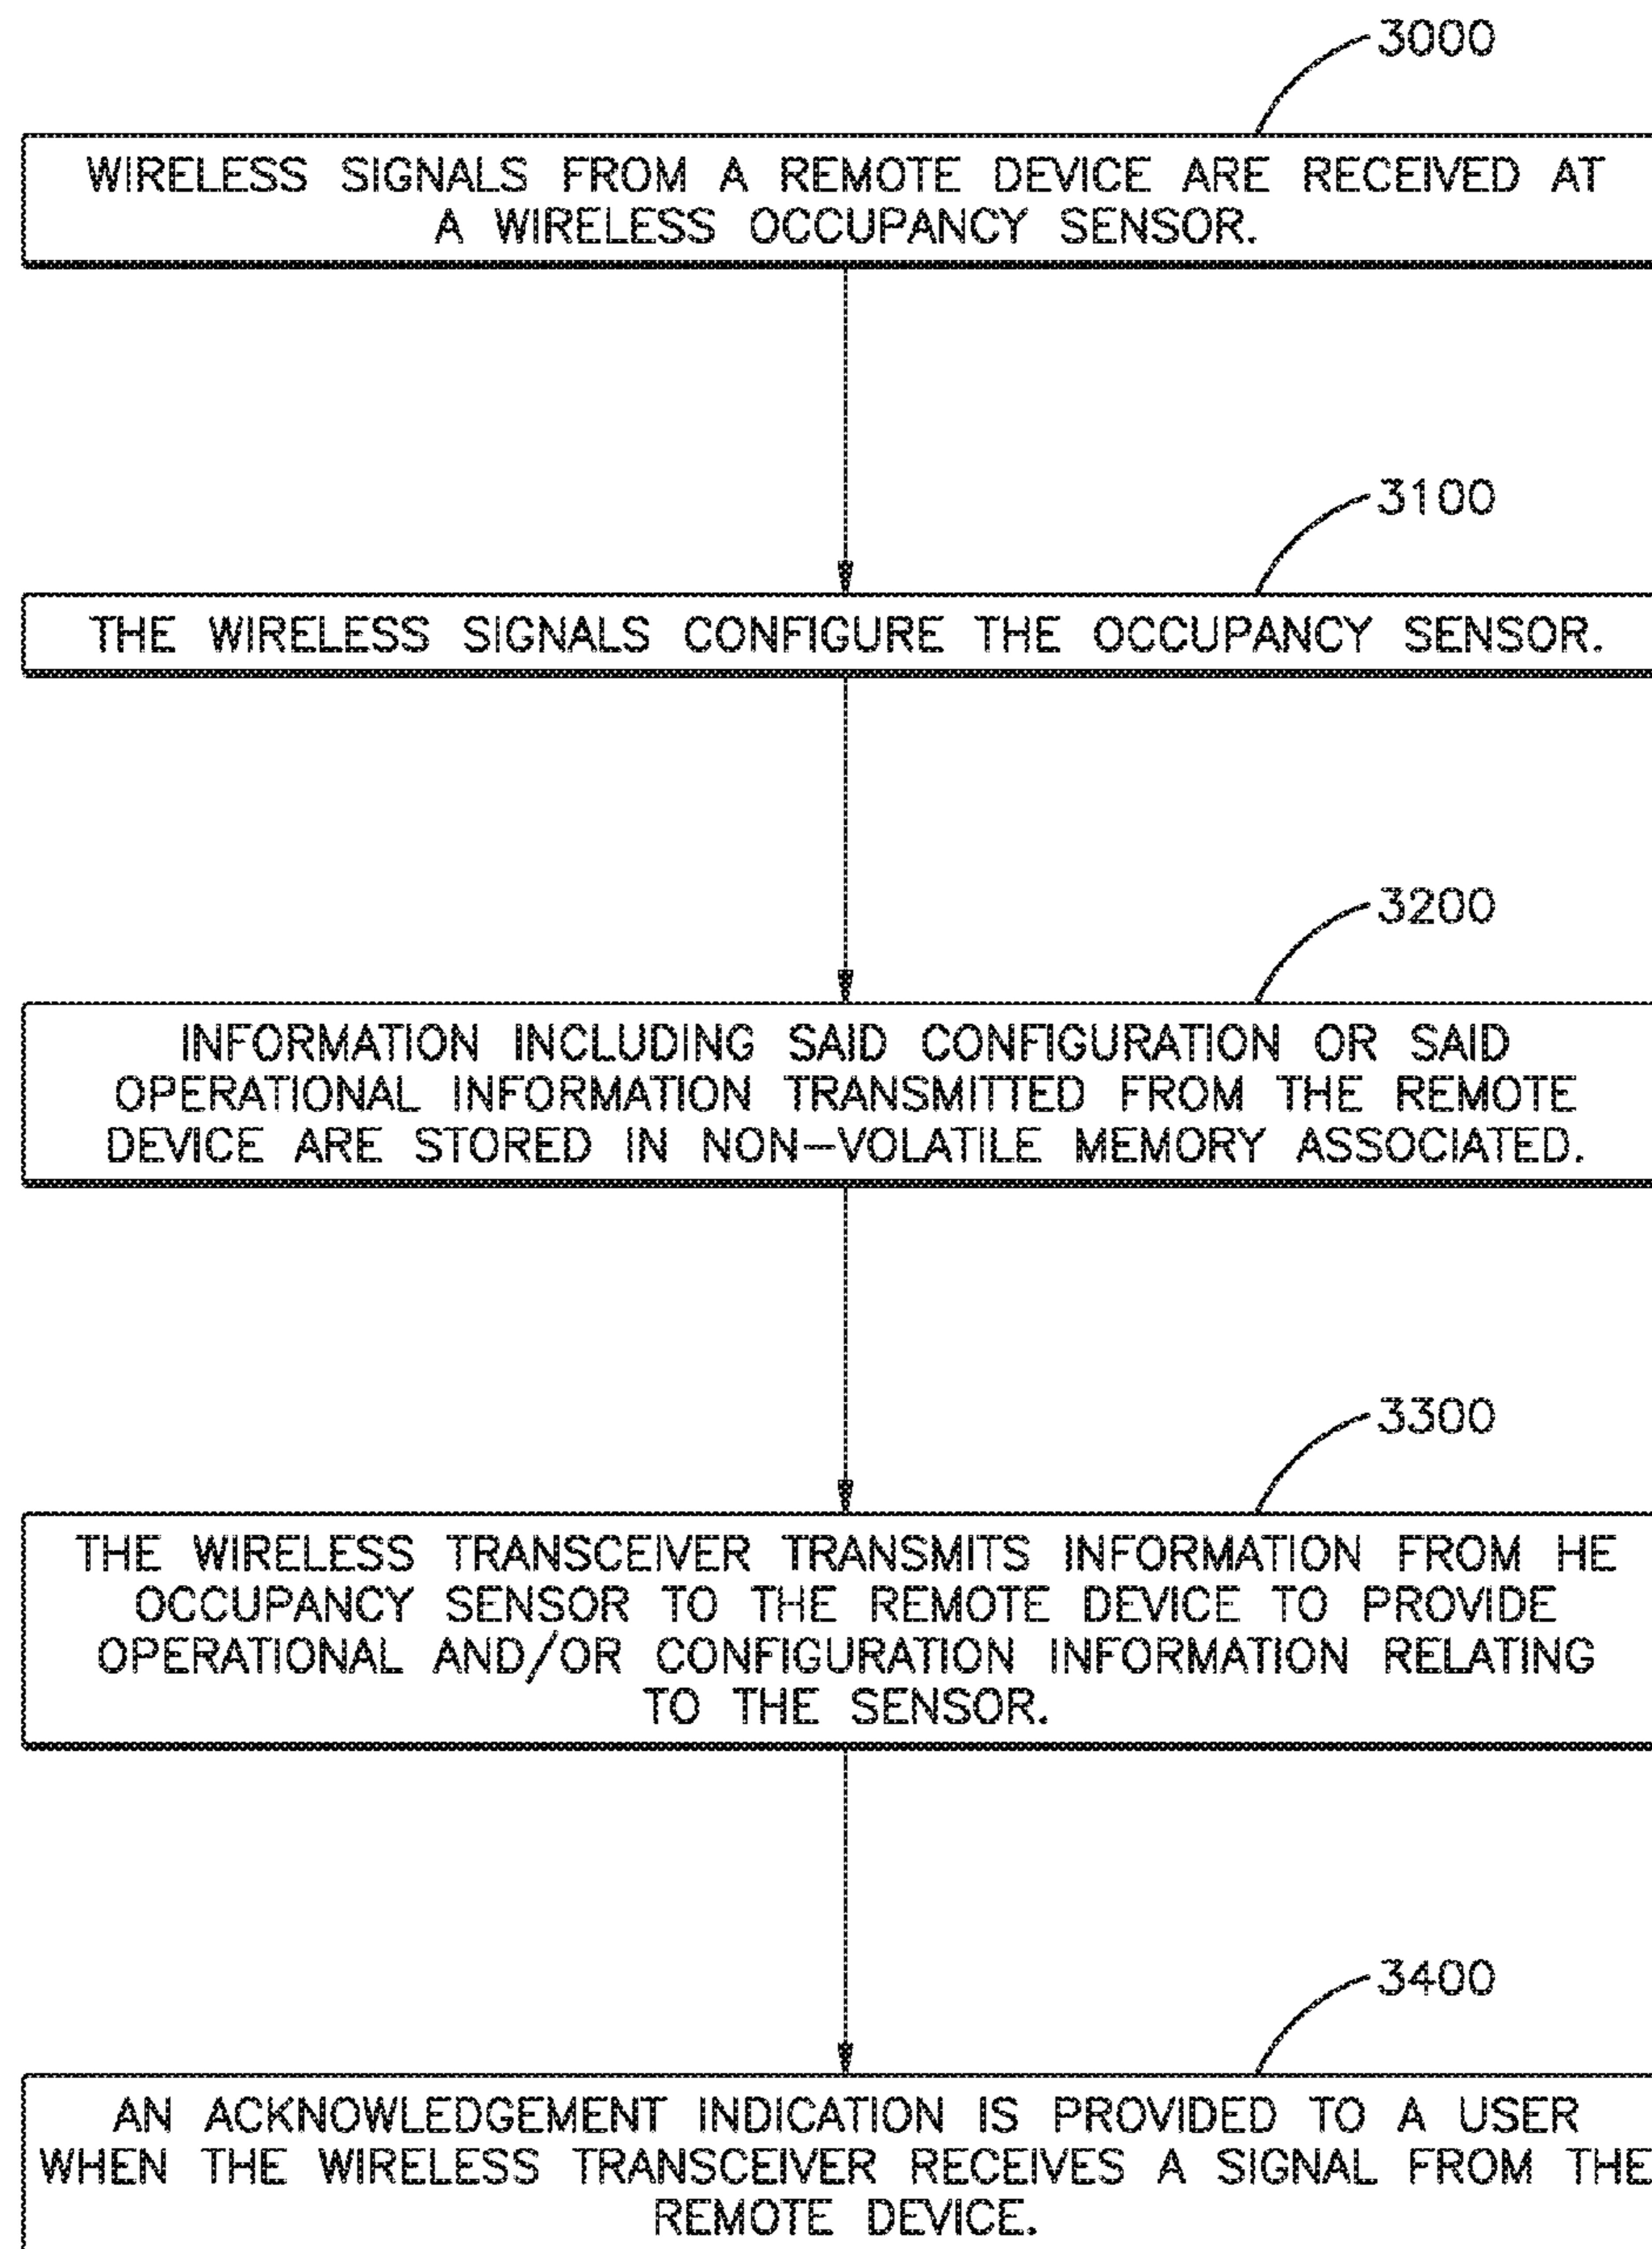 3000
WIRELESS SIGNALS FROM A REMOTE DEVICE ARE RECEIVED AT
A WIRELESS OCCUPANCY SENSOR.
3100
THE WIRELESS SIGNALS CONFIGURE THE OCCUPANCY SENSOR.
3200
INFORMATION INCLUDING SAID CONFIGURATION OR SAID
OPERATIONAL INFORMATION TRANSMITTED FROM THE REMOTE
DEVICE ARE STORED IN NON-VOLATILE MEMORY ASSOCIATED.
3300
THE WIRELESS TRANSCEIVER TRANSMITS INFORMATION FROM HE
OCCUPANCY SENSOR TO THE REMOTE DEVICE TO PROVIDE
OPERATIONAL AND/OR CONFIGURATION INFORMATION RELATING
TO THE SENSOR.
3400
AN ACKNOWLEDGEMENT INDICATION IS PROVIDED TO A USER
WHEN THE WIRELESS TRANSCEIVER RECEIVES A SIGNAL FROM THE
REMOTE DEVICE.